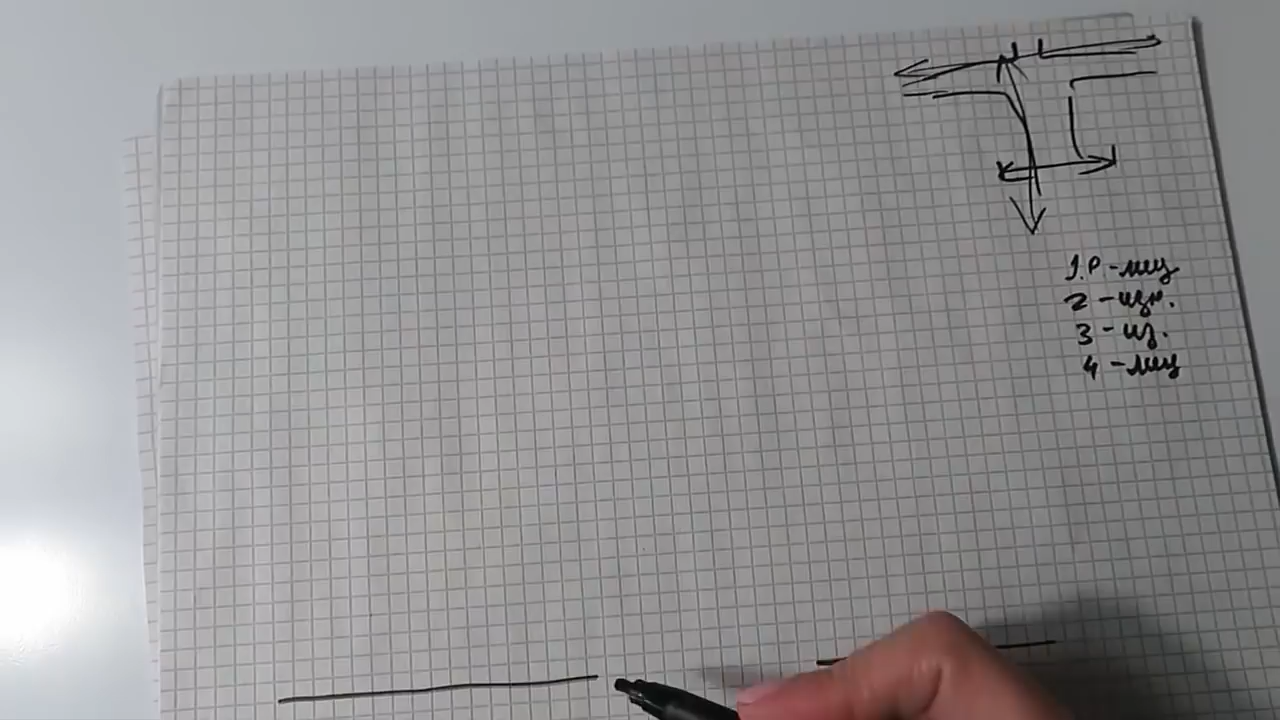 1.р - лиц
2 - изн.
3 - из.
4 - лиц